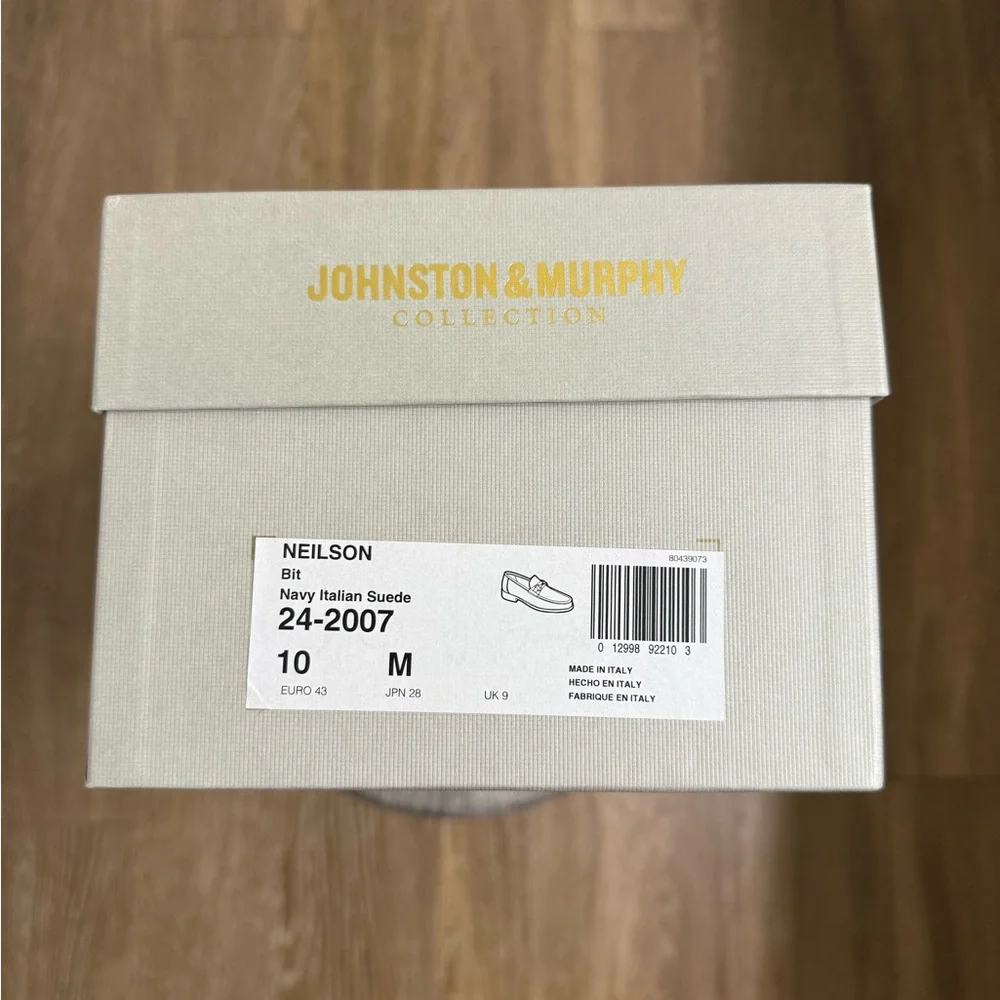 JOHNSTON & MURPHY
COLLECTION
NEILSON
Bit
Navy Italian Suede
24-2007
10 M
EURO 43 JPN 28 UK 9
80439073
0 12998 92210 3
MADE IN ITALY
HECHO EN ITALY
FABRIQUE EN ITALY